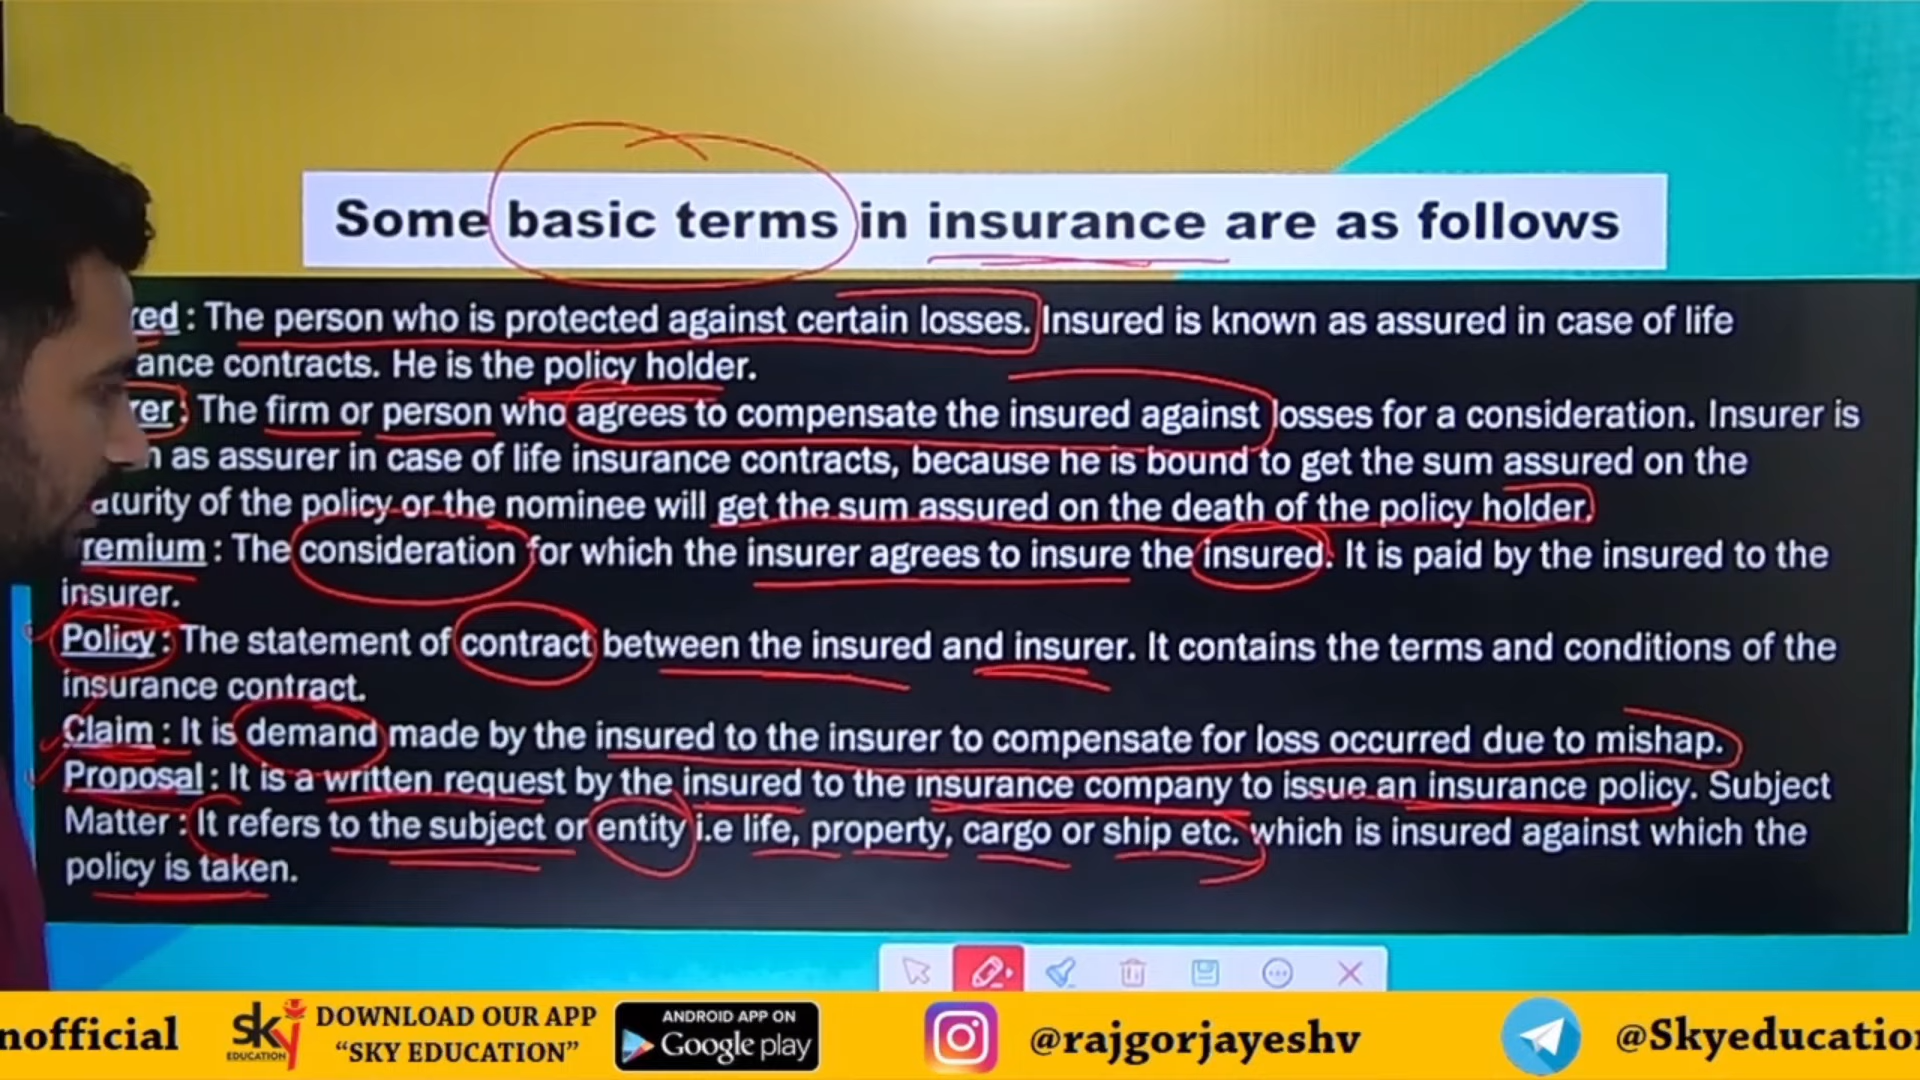 Some basic terms in insurance are as follows
red : The person who is protected against certain losses. Insured is known as assured in case of life
ance contracts. He is the policy holder.
rer : The firm or person who agrees to compensate the insured against losses for a consideration. Insurer is
n as assurer in case of life insurance contracts, because he is bound to get the sum assured on the
aturity of the policy or the nominee will get the sum assured on the death of the policy holder.
remium : The consideration for which the insurer agrees to insure the insured. It is paid by the insured to the
insurer.
Policy : The statement of contract between the insured and insurer. It contains the terms and conditions of the
insurance contract.
Claim : It is demand made by the insured to the insurer to compensate for loss occurred due to mishap.
Proposal : It is a written request by the insured to the insurance company to issue an insurance policy. Subject
Matter : It refers to the subject or entity i.e life, property, cargo or ship etc. which is insured against which the
policy is taken.
nofficial
sky
EDUCATION
DOWNLOAD OUR APP
“SKY EDUCATION”
ANDROID APP ON
Google play
@rajgorjayeshv
@Skyeducation